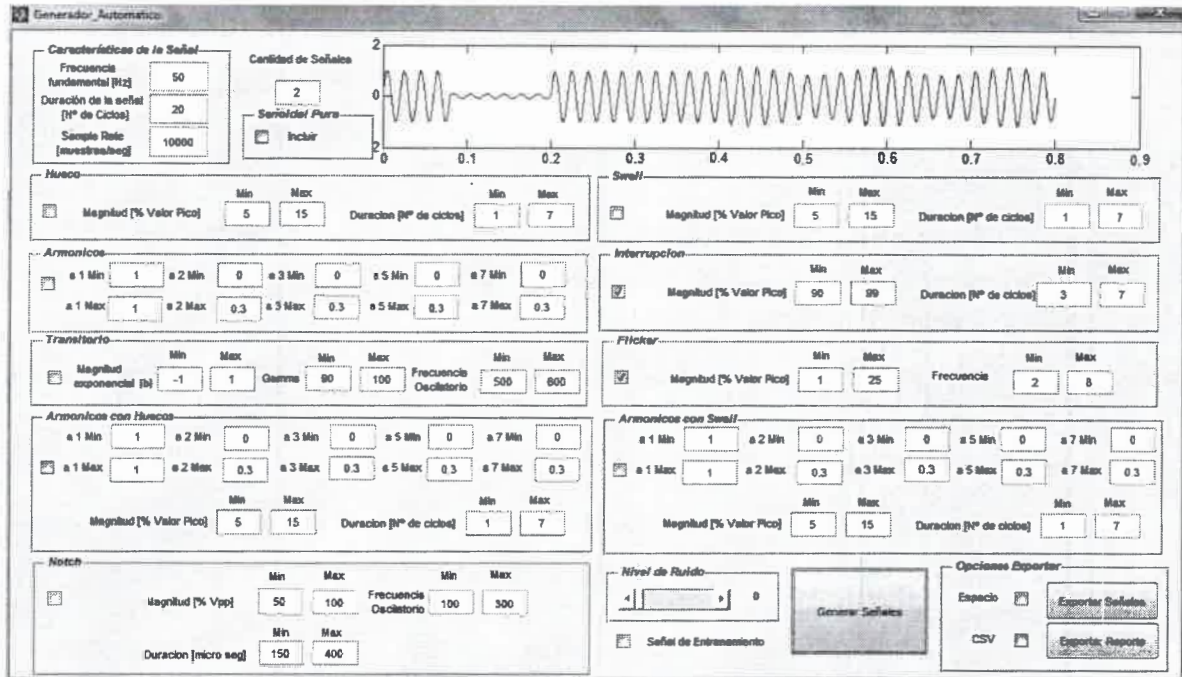 Generador_Automatico
Características de la Señal
Frecuencia fundamental [Hz] 50
Duración de la señal [Nº de Ciclos] 20
Sample Rate [muestras/seg] 10000
Cantidad de Señales
2
Señal del Pura
Incluir
2
0
2
0 0.1 0.2 0.3 0.4 0.5 0.6 0.7 0.8 0.9
Hueco
Min Max Min Max
Magnitud [% Valor Pico] 5 15 Duracion [Nº de ciclos] 1 7
Swell
Min Max Min Max
Magnitud [% Valor Pico] 5 15 Duracion [Nº de ciclos] 1 7
Armonicos
a 1 Min 1 a 2 Min 0 a 3 Min 0 a 5 Min 0 a 7 Min 0
a 1 Max 1 a 2 Max 0.3 a 3 Max 0.3 a 5 Max 0.3 a 7 Max 0.3
Interrupcion
Min Max Min Max
Magnitud [% Valor Pico] 90 99 Duracion [Nº de ciclos] 3 7
Transitorio
Min Max Min Max Min Max
Magnitud exponencial [b] -1 1 Gamma 90 100 Frecuencia Oscilatorio 500 600
Flicker
Min Max Min Max
Magnitud [% Valor Pico] 1 25 Frecuencia 2 8
Armonicos con Huecos
a 1 Min 1 a 2 Min 0 a 3 Min 0 a 5 Min 0 a 7 Min 0
a 1 Max 1 a 2 Max 0.3 a 3 Max 0.3 a 5 Max 0.3 a 7 Max 0.3
Min Max Min Max
Magnitud [% Valor Pico] 5 15 Duracion [Nº de ciclos] 1 7
Armonicos con Swell
a 1 Min 1 a 2 Min 0 a 3 Min 0 a 5 Min 0 a 7 Min 0
a 1 Max 1 a 2 Max 0.3 a 3 Max 0.3 a 5 Max 0.3 a 7 Max 0.3
Min Max Min Max
Magnitud [% Valor Pico] 5 15 Duracion [Nº de ciclos] 1 7
Notch
Min Max Min Max
Magnitud [% Vpp] 50 100 Frecuencia Oscilatorio 100 300
Min Max
Duracion [micro seg] 150 400
Nivel de Ruido
0
Señal de Entrenamiento
Generar Señales
Opciones Exportar
Espacio Exportar Señales
CSV Exportar Reporte